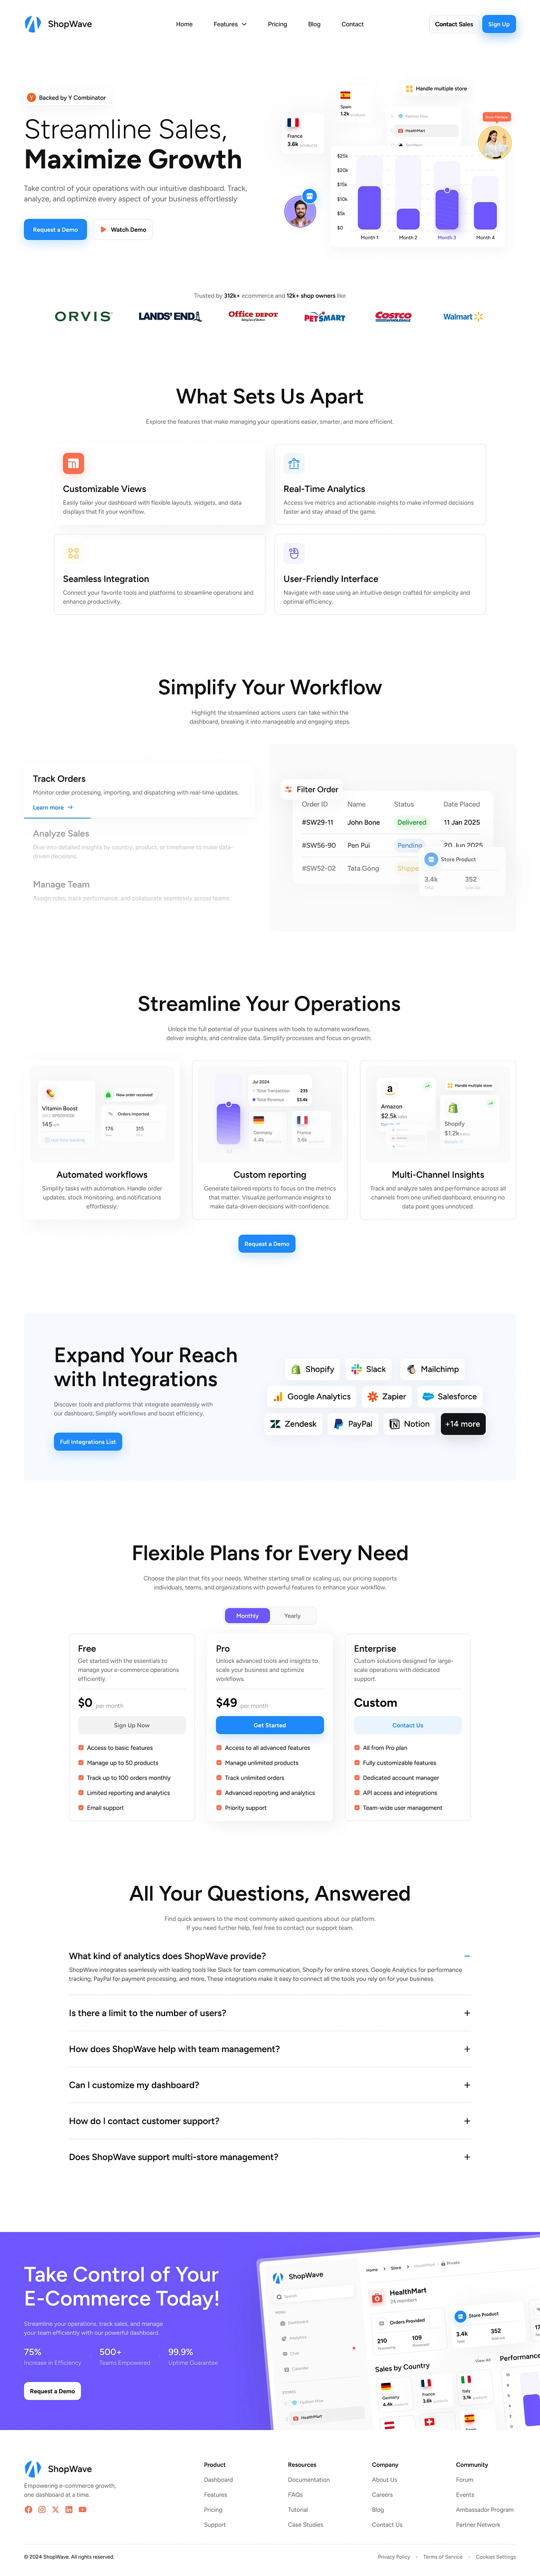 ShopWave
Home
Features
Pricing
Blog
Contact
Contact Sales
Sign Up
Backed by Y Combinator
Streamline Sales,
Maximize Growth
Take control of your operations with our intuitive dashboard. Track,
analyze, and optimize every aspect of your business effortlessly
Request a Demo
Watch Demo
Spain
1.2k products
Handle multiple store
France
3.6k products
Fashion Hive
HealthMart
$25k
$20k
$15k
$10k
$5k
$0
Month 1
Month 2
Month 3
Month 4
Trusted by 312k+ ecommerce and 12k+ shop owners like
ORVIS
LANDS' END
Office DEPOT
PETSMART
COSTCO
WHOLESALE
Walmart
What Sets Us Apart
Explore the features that make managing your operations easier, smarter, and more efficient.
Customizable Views
Easily tailor your dashboard with flexible layouts, widgets, and data
displays that fit your workflow.
Real-Time Analytics
Access live metrics and actionable insights to make informed decisions
faster and stay ahead of the game.
Seamless Integration
Connect your favorite tools and platforms to streamline operations and
enhance productivity.
User-Friendly Interface
Navigate with ease using an intuitive design crafted for simplicity and
optimal efficiency.
Simplify Your Workflow
Highlight the streamlined actions users can take within the
dashboard, breaking it into manageable and engaging steps.
Track Orders
Monitor order processing, importing, and dispatching with real-time updates.
Learn more
Analyze Sales
Dive into detailed insights by country, product, or timeframe to make data-
driven decisions.
Manage Team
Assign roles, track performance, and collaborate seamlessly across teams.
Filter Order
Order ID
Name
Status
Date Placed
#SW29-11
John Bone
Delivered
11 Jan 2025
#SW56-90
Pen Pui
Pending
20 Jun 2025
#SW52-02
Tata Gong
Shippe
Store Product
3.4k
352
Total
Streamline Your Operations
Unlock the full potential of your business with tools to automate workflows,
deliver insights, and centralize data. Simplify processes and focus on growth.
Vitamin Boost
145
New order received!
Orders Imported
176
315
real-time tracking
Automated workflows
Simplify tasks with automation. Handle order
updates, stock monitoring, and notifications
effortlessly.
Jul 2024
Total Transaction
235
Total Revenue
$3.4k
Germany
4.4k
France
3.6k
Custom reporting
Generate tailored reports to focus on the metrics
that matter. Visualize performance insights to
make data-driven decisions with confidence.
Amazon
$2.5k
Handle multiple store
Shopify
$1.2k
Details
Multi-Channel Insights
Track and analyze sales and performance across all
channels from one unified dashboard, ensuring no
data point goes unnoticed.
Request a Demo
Expand Your Reach
with Integrations
Discover tools and platforms that integrate seamlessly with
our dashboard. Simplify workflows and boost efficiency.
Full Integrations List
Shopify
Slack
Mailchimp
Google Analytics
Zapier
Salesforce
Zendesk
PayPal
Notion
+14 more
Flexible Plans for Every Need
Choose the plan that fits your needs. Whether starting small or scaling up, our pricing supports
individuals, teams, and organizations with powerful features to enhance your workflow.
Monthly
Yearly
Free
Get started with the essentials to
manage your e-commerce operations
efficiently.
$0 per month
Sign Up Now
Access to basic features
Manage up to 50 products
Track up to 100 orders monthly
Limited reporting and analytics
Email support
Pro
Unlock advanced tools and insights to
scale your business and optimize
workflows.
$49 per month
Get Started
Access to all advanced features
Manage unlimited products
Track unlimited orders
Advanced reporting and analytics
Priority support
Enterprise
Custom solutions designed for large-
scale operations with dedicated
support.
Custom
Contact Us
All from Pro plan
Fully customizable features
Dedicated account manager
API access and integrations
Team-wide user management
All Your Questions, Answered
Find quick answers to the most commonly asked questions about our platform.
If you need further help, feel free to contact our support team.
What kind of analytics does ShopWave provide?
ShopWave integrates seamlessly with leading tools like Slack for team communication, Shopify for online stores, Google Analytics for performance
tracking, PayPal for payment processing, and more. These integrations make it easy to connect all the tools you rely on for your business.
Is there a limit to the number of users?
How does ShopWave help with team management?
Can I customize my dashboard?
How do I contact customer support?
Does ShopWave support multi-store management?
Take Control of Your
E-Commerce Today!
Streamline your operations, track sales, and manage
your team efficiently with our powerful dashboard.
75%
Increase in Efficiency
500+
Teams Empowered
99.9%
Uptime Guarantee
Request a Demo
ShopWave
Search
MENU
Dashboard
Analytics
Chat
Calendar
STORES
Fashion Hive
HealthMart
Home
Store
HealthMart
Private
HealthMart
24 members
Orders Provided
210
109
Processing
Processed
Store Product
3.4k
352
Total
Sales by Country
View All
Germany
4.4k
France
3.6k
Italy
3.1k
Performance
ShopWave
Empowering e-commerce growth,
one dashboard at a time.
Product
Dashboard
Features
Pricing
Support
Resources
Documentation
FAQs
Tutorial
Case Studies
Company
About Us
Careers
Blog
Contact Us
Community
Forum
Events
Ambassador Program
Partner Network
© 2024 ShopWave. All rights reserved.
Privacy Policy
Terms of Service
Cookies Settings